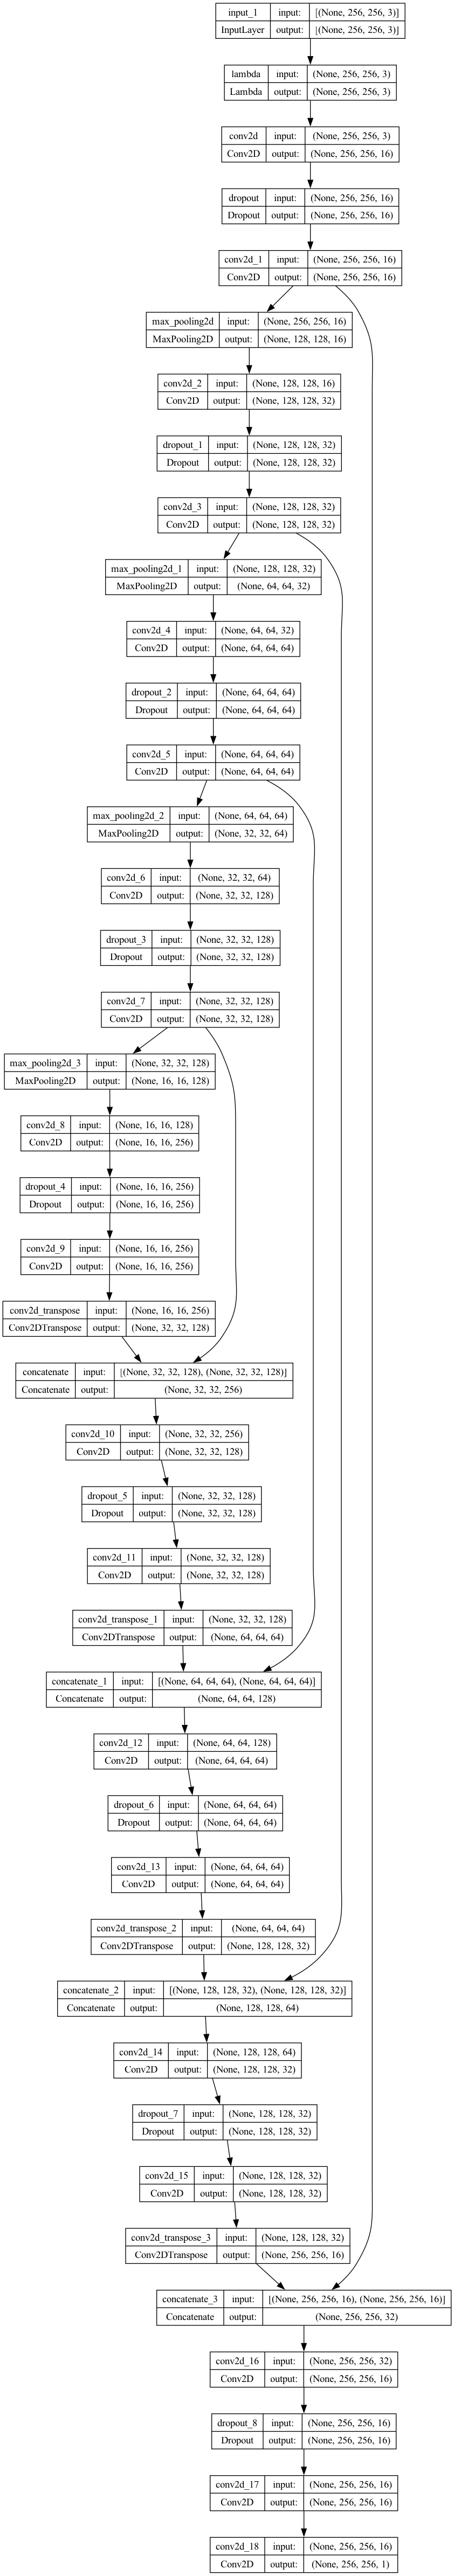 input_1 input: [(None, 256, 256, 3)]
InputLayer output: [(None, 256, 256, 3)]
lambda input: (None, 256, 256, 3)
Lambda output: (None, 256, 256, 3)
conv2d input: (None, 256, 256, 3)
Conv2D output: (None, 256, 256, 16)
dropout input: (None, 256, 256, 16)
Dropout output: (None, 256, 256, 16)
conv2d_1 input: (None, 256, 256, 16)
Conv2D output: (None, 256, 256, 16)
max_pooling2d input: (None, 256, 256, 16)
MaxPooling2D output: (None, 128, 128, 16)
conv2d_2 input: (None, 128, 128, 16)
Conv2D output: (None, 128, 128, 32)
dropout_1 input: (None, 128, 128, 32)
Dropout output: (None, 128, 128, 32)
conv2d_3 input: (None, 128, 128, 32)
Conv2D output: (None, 128, 128, 32)
max_pooling2d_1 input: (None, 128, 128, 32)
MaxPooling2D output: (None, 64, 64, 32)
conv2d_4 input: (None, 64, 64, 32)
Conv2D output: (None, 64, 64, 64)
dropout_2 input: (None, 64, 64, 64)
Dropout output: (None, 64, 64, 64)
conv2d_5 input: (None, 64, 64, 64)
Conv2D output: (None, 64, 64, 64)
max_pooling2d_2 input: (None, 64, 64, 64)
MaxPooling2D output: (None, 32, 32, 64)
conv2d_6 input: (None, 32, 32, 64)
Conv2D output: (None, 32, 32, 128)
dropout_3 input: (None, 32, 32, 128)
Dropout output: (None, 32, 32, 128)
conv2d_7 input: (None, 32, 32, 128)
Conv2D output: (None, 32, 32, 128)
max_pooling2d_3 input: (None, 32, 32, 128)
MaxPooling2D output: (None, 16, 16, 128)
conv2d_8 input: (None, 16, 16, 128)
Conv2D output: (None, 16, 16, 256)
dropout_4 input: (None, 16, 16, 256)
Dropout output: (None, 16, 16, 256)
conv2d_9 input: (None, 16, 16, 256)
Conv2D output: (None, 16, 16, 256)
conv2d_transpose input: (None, 16, 16, 256)
Conv2DTranspose output: (None, 32, 32, 128)
concatenate input: [(None, 32, 32, 128), (None, 32, 32, 128)]
Concatenate output: (None, 32, 32, 256)
conv2d_10 input: (None, 32, 32, 256)
Conv2D output: (None, 32, 32, 128)
dropout_5 input: (None, 32, 32, 128)
Dropout output: (None, 32, 32, 128)
conv2d_11 input: (None, 32, 32, 128)
Conv2D output: (None, 32, 32, 128)
conv2d_transpose_1 input: (None, 32, 32, 128)
Conv2DTranspose output: (None, 64, 64, 64)
concatenate_1 input: [(None, 64, 64, 64), (None, 64, 64, 64)]
Concatenate output: (None, 64, 64, 128)
conv2d_12 input: (None, 64, 64, 128)
Conv2D output: (None, 64, 64, 64)
dropout_6 input: (None, 64, 64, 64)
Dropout output: (None, 64, 64, 64)
conv2d_13 input: (None, 64, 64, 64)
Conv2D output: (None, 64, 64, 64)
conv2d_transpose_2 input: (None, 64, 64, 64)
Conv2DTranspose output: (None, 128, 128, 32)
concatenate_2 input: [(None, 128, 128, 32), (None, 128, 128, 32)]
Concatenate output: (None, 128, 128, 64)
conv2d_14 input: (None, 128, 128, 64)
Conv2D output: (None, 128, 128, 32)
dropout_7 input: (None, 128, 128, 32)
Dropout output: (None, 128, 128, 32)
conv2d_15 input: (None, 128, 128, 32)
Conv2D output: (None, 128, 128, 32)
conv2d_transpose_3 input: (None, 128, 128, 32)
Conv2DTranspose output: (None, 256, 256, 16)
concatenate_3 input: [(None, 256, 256, 16), (None, 256, 256, 16)]
Concatenate output: (None, 256, 256, 32)
conv2d_16 input: (None, 256, 256, 32)
Conv2D output: (None, 256, 256, 16)
dropout_8 input: (None, 256, 256, 16)
Dropout output: (None, 256, 256, 16)
conv2d_17 input: (None, 256, 256, 16)
Conv2D output: (None, 256, 256, 16)
conv2d_18 input: (None, 256, 256, 16)
Conv2D output: (None, 256, 256, 1)